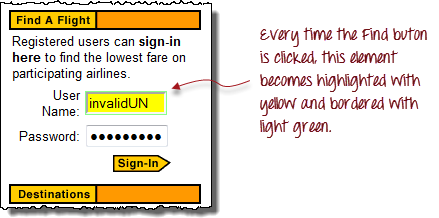 Find A Flight
Registered users can sign-in
here to find the lowest fare on
participating airlines.
User
Name:
invalidUN
Password:
●●●●●●●●●
Sign-In
Destinations
Every time the Find buton
is clicked, this element
becomes highlighted with
yellow and bordered with
light green.